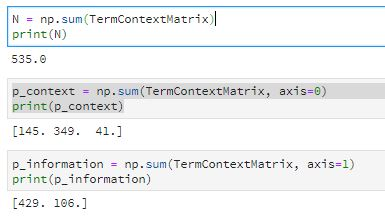 N = np.sum(TermContextMatrix)
print(N)
535.0
p_context = np.sum(TermContextMatrix, axis=0)
print(p_context)
[145. 349.  41.]
p_information = np.sum(TermContextMatrix, axis=1)
print(p_information)
[429. 106.]